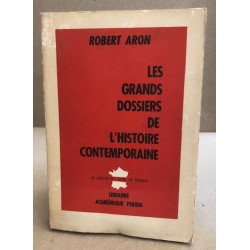 ROBERT ARON
LES
GRANDS
DOSSIERS
DE
L'HISTOIRE
CONTEMPORAINE
LIBRAIRIE
ACADÉMIQUE PERRIN